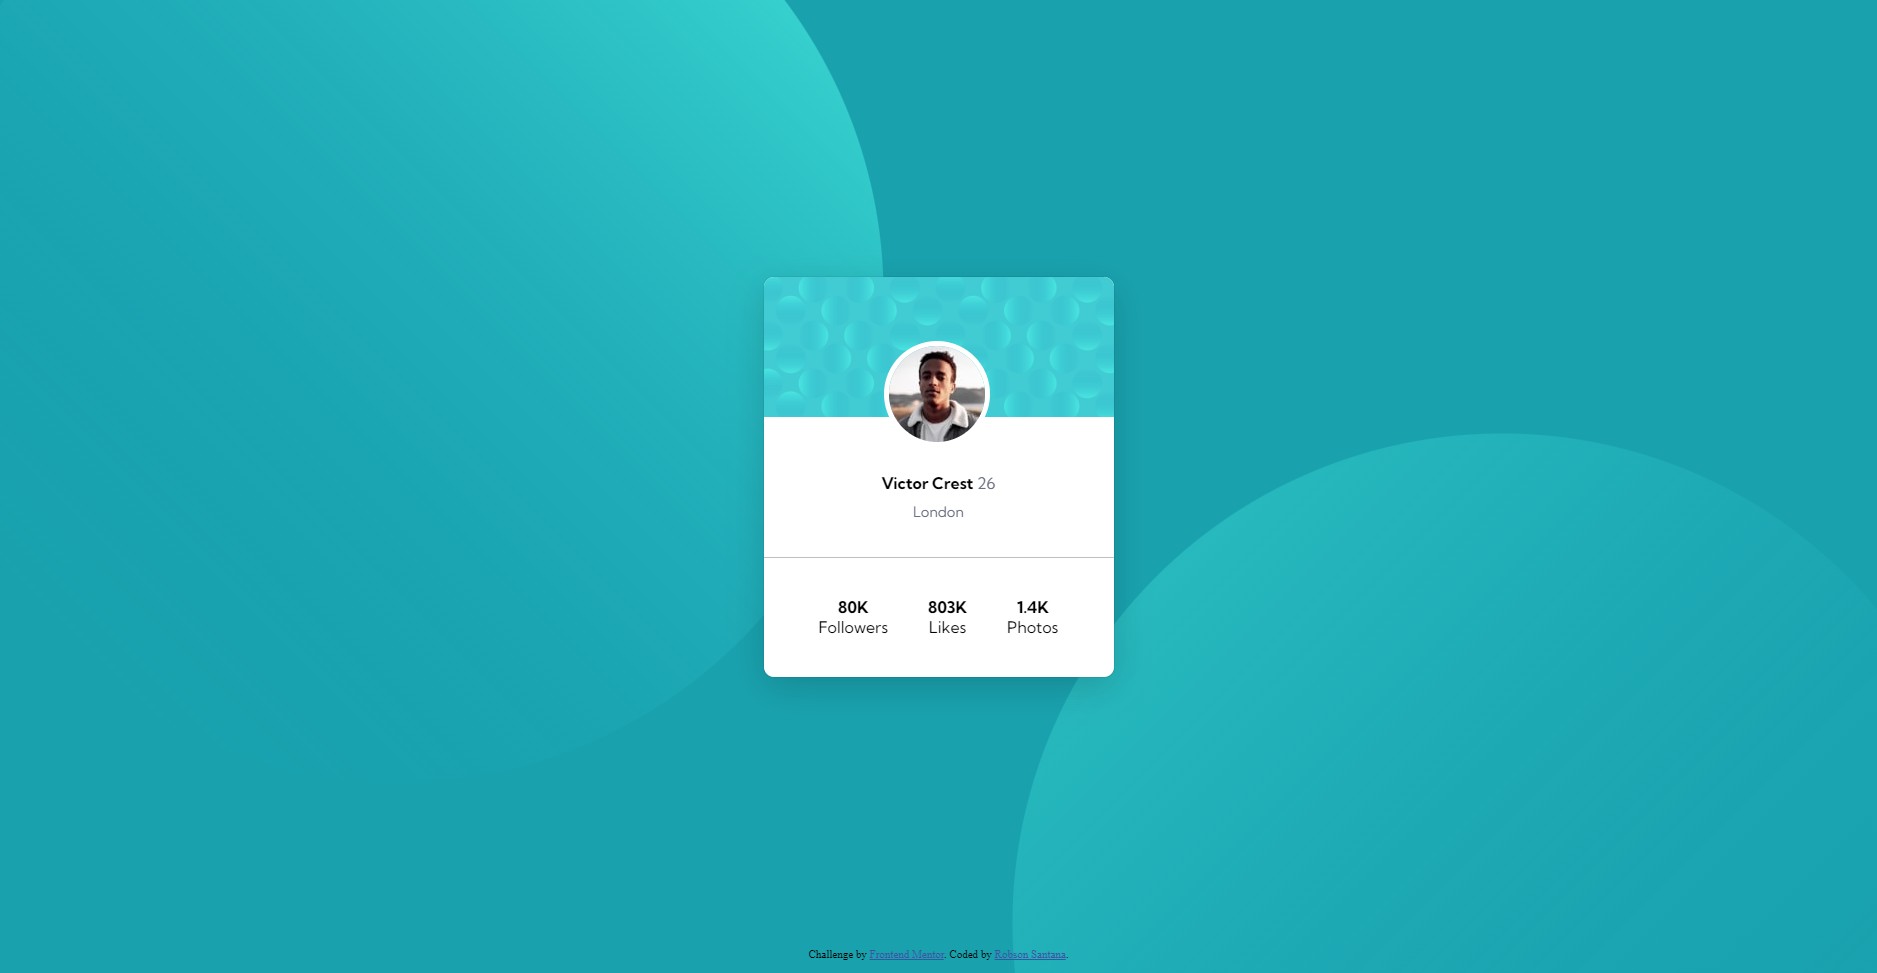 Victor Crest 26
London
80K 803K 1.4K
Followers Likes Photos
Challenge by Frontend Mentor. Coded by Robson Santana.